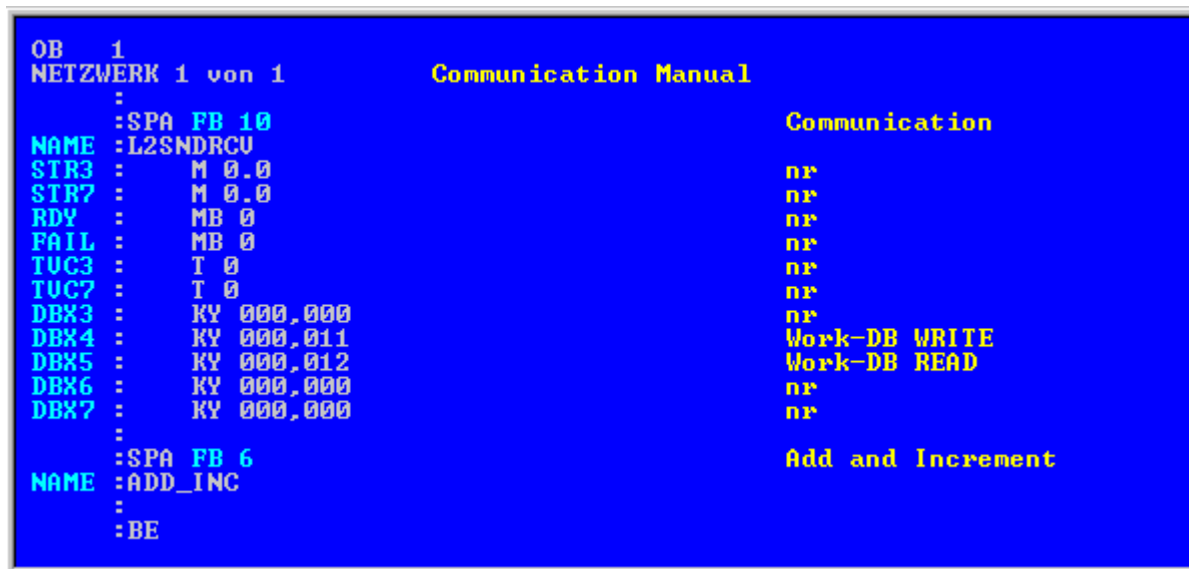 OB 1
NETZWERK 1 von 1 Communication Manual
:
:SPA FB 10 Communication
NAME :L2SNDRCV
STR3 : M 0.0 nr
STR7 : M 0.0 nr
RDY : MB 0 nr
FAIL : MB 0 nr
TVC3 : T 0 nr
TVC7 : T 0 nr
DBX3 : KY 000,000 nr
DBX4 : KY 000,011 Work-DB WRITE
DBX5 : KY 000,012 Work-DB READ
DBX6 : KY 000,000 nr
DBX7 : KY 000,000 nr
:
:SPA FB 6 Add and Increment
NAME :ADD_INC
:
:BE